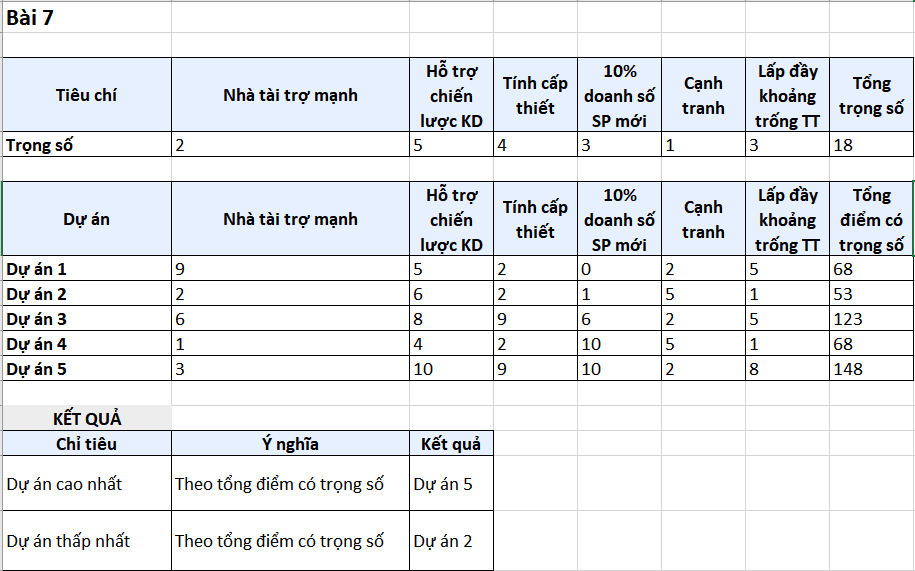 Bài 7
Tiêu chí Nhà tài trợ mạnh Hỗ trợ chiến lược KD Tính cấp thiết 10% doanh số SP mới Cạnh tranh Lấp đầy khoảng trống TT Tổng trọng số
Trọng số 2 5 4 3 1 3 18
Dự án Nhà tài trợ mạnh Hỗ trợ chiến lược KD Tính cấp thiết 10% doanh số SP mới Cạnh tranh Lấp đầy khoảng trống TT Tổng điểm có trọng số
Dự án 1 9 5 2 0 2 5 68
Dự án 2 2 6 2 1 5 1 53
Dự án 3 6 8 9 6 2 5 123
Dự án 4 1 4 2 10 5 1 68
Dự án 5 3 10 9 10 2 8 148
KẾT QUẢ
Chỉ tiêu Ý nghĩa Kết quả
Dự án cao nhất Theo tổng điểm có trọng số Dự án 5
Dự án thấp nhất Theo tổng điểm có trọng số Dự án 2